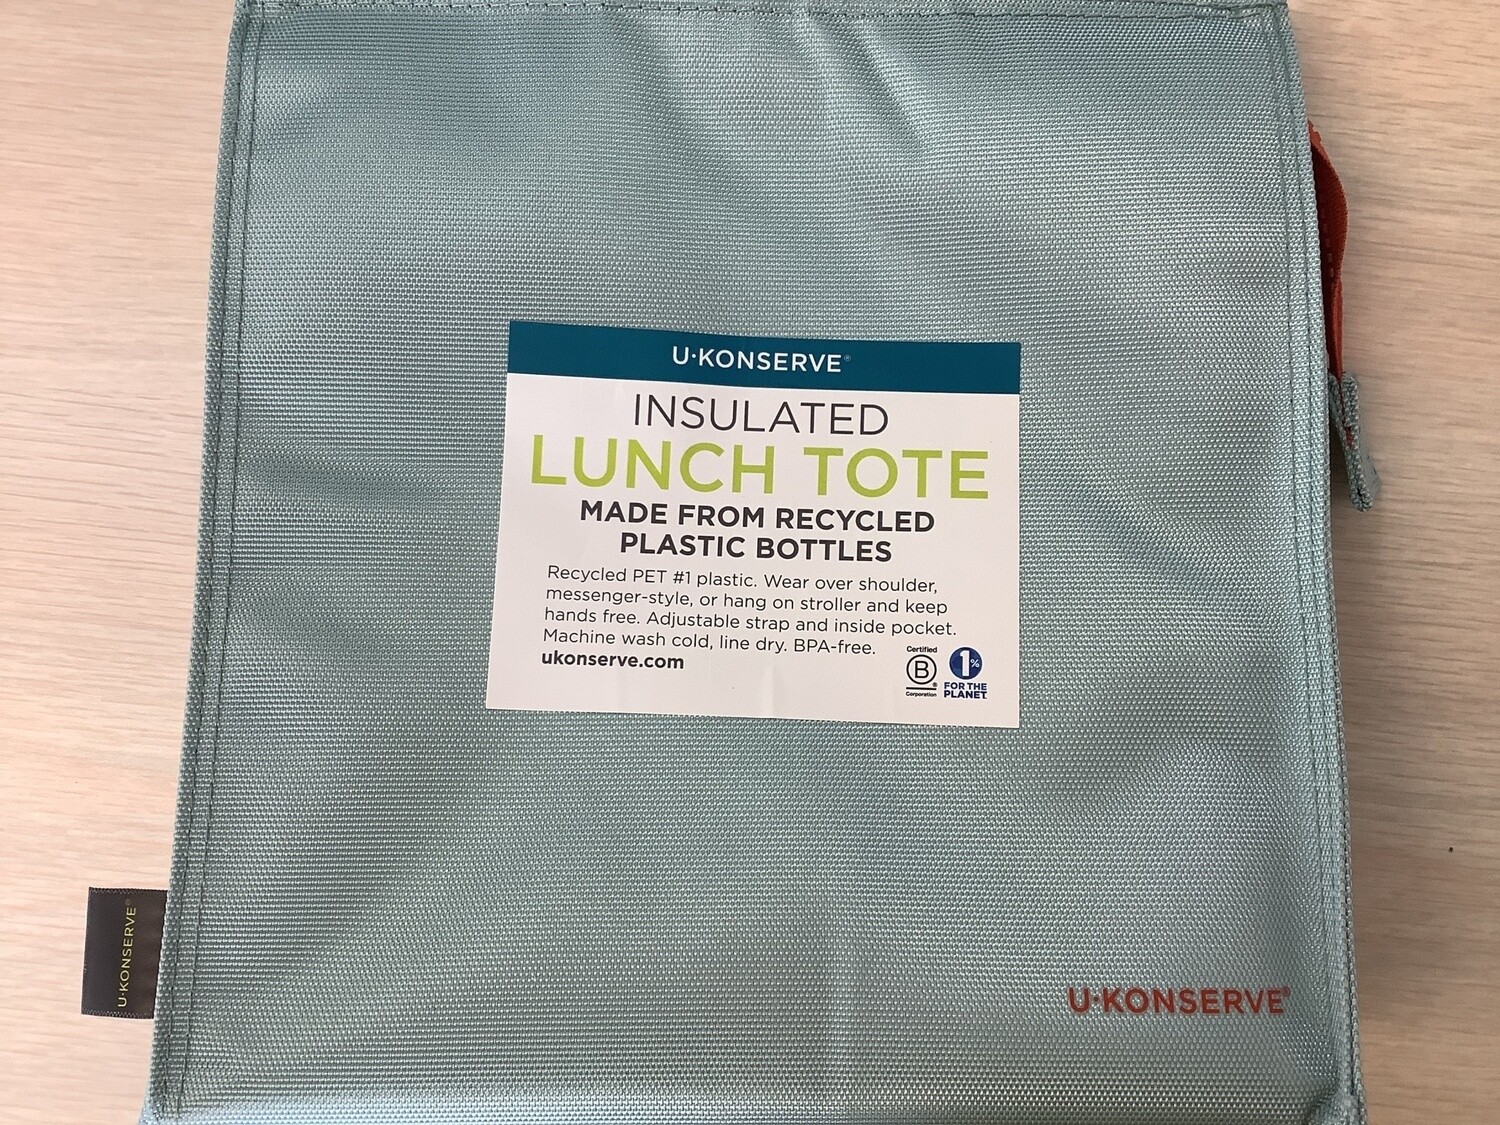 U·KONSERVE®
INSULATED
LUNCH TOTE
MADE FROM RECYCLED
PLASTIC BOTTLES
Recycled PET #1 plastic. Wear over shoulder,
messenger-style, or hang on stroller and keep
hands free. Adjustable strap and inside pocket.
Machine wash cold, line dry. BPA-free.
ukonserve.com
Certified
B®
Corporation
1%
FOR THE
PLANET
U·KONSERVE®
U·KONSERVE®